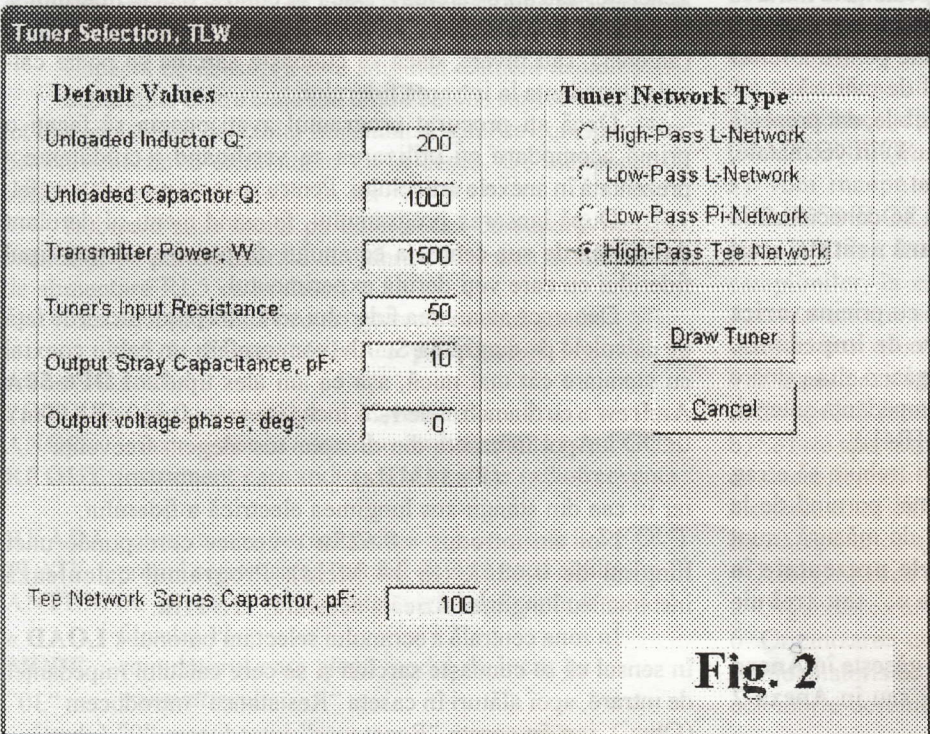 Tuner Selection, TLW
Default Values
Unloaded Inductor Q:
200
Unloaded Capacitor Q:
1000
Transmitter Power, W.
1500
Tuner's Input Resistance:
50
Output Stray Capacitance, pF:
10
Output voltage phase, deg.:
0
Tuner Network Type
High-Pass L-Network
Low-Pass L-Network
Low-Pass Pi-Network
High-Pass Tee Network
Draw Tuner
Cancel
Tee Network Series Capacitor, pF:
100
Fig. 2